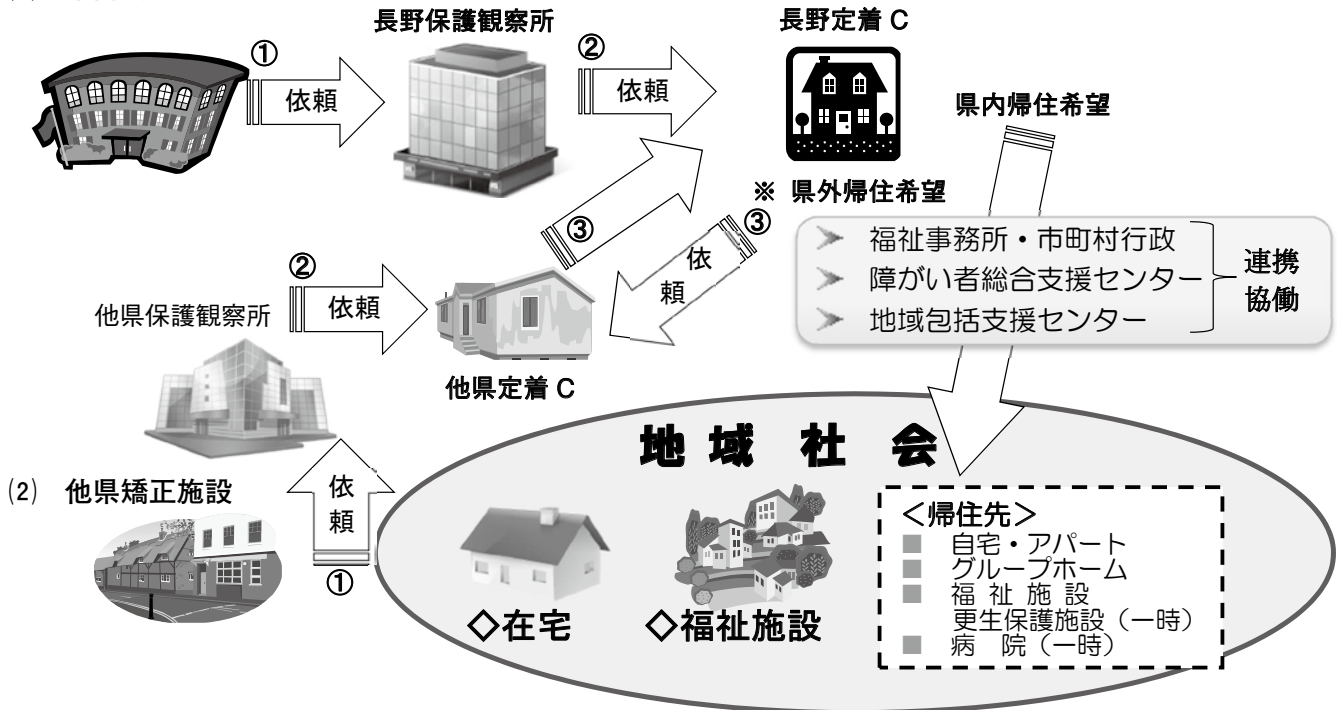 長野保護観察所
長野定着 C
①
依頼
②
依頼
県内帰住希望
※ 県外帰住希望
③
③
依
頼
➢ 福祉事務所・市町村行政
➢ 障がい者総合支援センター
➢ 地域包括支援センター
連携
協働
②
依頼
他県保護観察所
他県定着 C
地 域 社 会
(2) 他県矯正施設
依
頼
①
◇在宅
◇福祉施設
<帰住先>
■ 自宅・アパート
■ グループホーム
■ 福 祉 施 設
更生保護施設（一時）
■ 病 院（一時）